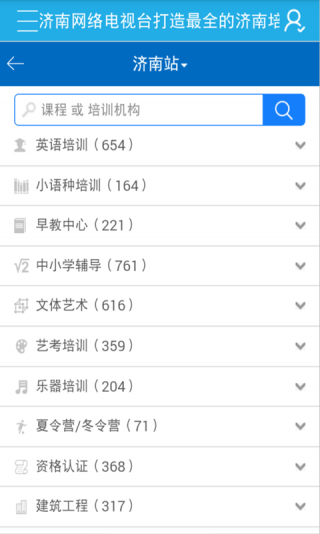 济南网络电视台打造最全的济南培
济南站
课程 或 培训机构
英语培训（654）
小语种培训（164）
早教中心（221）
√2 中小学辅导（761）
文体艺术（616）
艺考培训（359）
乐器培训（204）
夏令营/冬令营（71）
资格认证（368）
建筑工程（317）